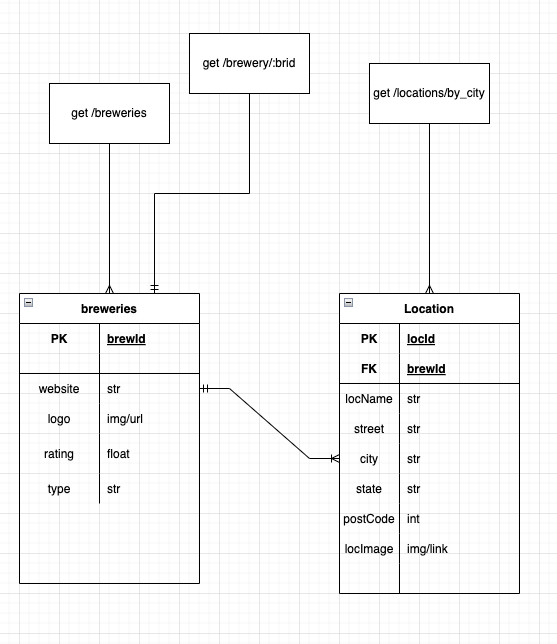 get /brewery/:brid
get /locations/by_city
get /breweries
breweries
PK brewId
website str
logo img/url
rating float
type str
Location
PK locId
FK brewId
locName str
street str
city str
state str
postCode int
locImage img/link